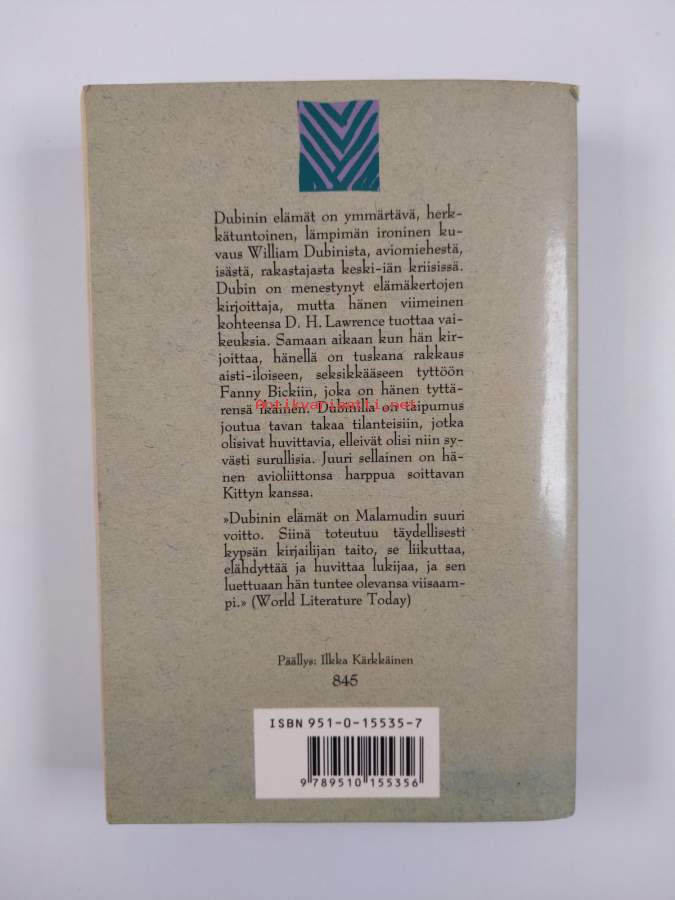 Dubinin elämät on ymmärtävä, herk-
kätuntoinen, lämpimän ironinen ku-
vaus William Dubinista, aviomiehestä,
isästä, rakastajasta keski-iän kriisissä.
Dubin on menestynyt elämäkertojen
kirjoittaja, mutta hänen viimeinen
kohteensa D. H. Lawrence tuottaa vai-
keuksia. Samaan aikaan kun hän kir-
joittaa, hänellä on tuskana rakkaus
aisti-iloiseen, seksikkääseen tyttöön
Fanny Bickiin, joka on hänen tyttä-
rensä ikäinen. Dubinilla on taipumus
Antikvariaatti.net
joutua tavan takaa tilanteisiin, jotka
olisivat huvittavia, elleivät olisi niin sy-
västi surullisia. Juuri sellainen on hä-
nen avioliittonsa harppua soittavan
Kittyn kanssa.
»Dubinin elämät on Malamudin suuri
voitto. Siinä toteutuu täydellisesti
kypsän kirjailijan taito, se liikuttaa,
elähdyttää ja huvittaa lukijaa, ja sen
luettuaan hän tuntee olevansa viisaam-
pi.» (World Literature Today)
Päällys: Ilkka Kärkkäinen
845
ISBN 951-0-15535-7
9 789510 155356